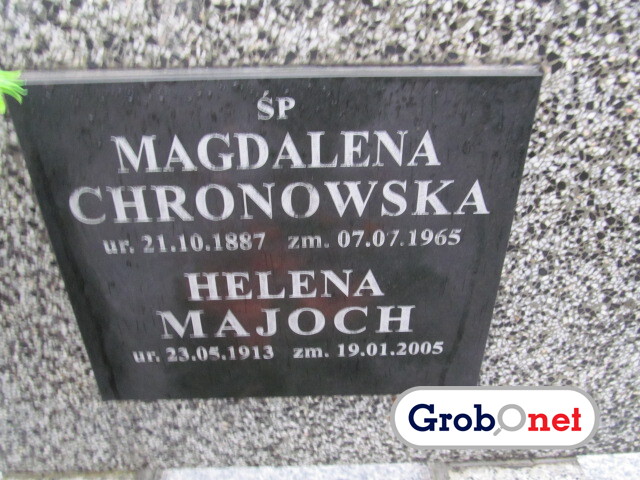 ŚP
MAGDALENA
CHRONOWSKA
ur. 21.10.1887 zm. 07.07.1965
HELENA
MAJOCH
ur. 23.05.1913 zm. 19.01.2005
Grobonet